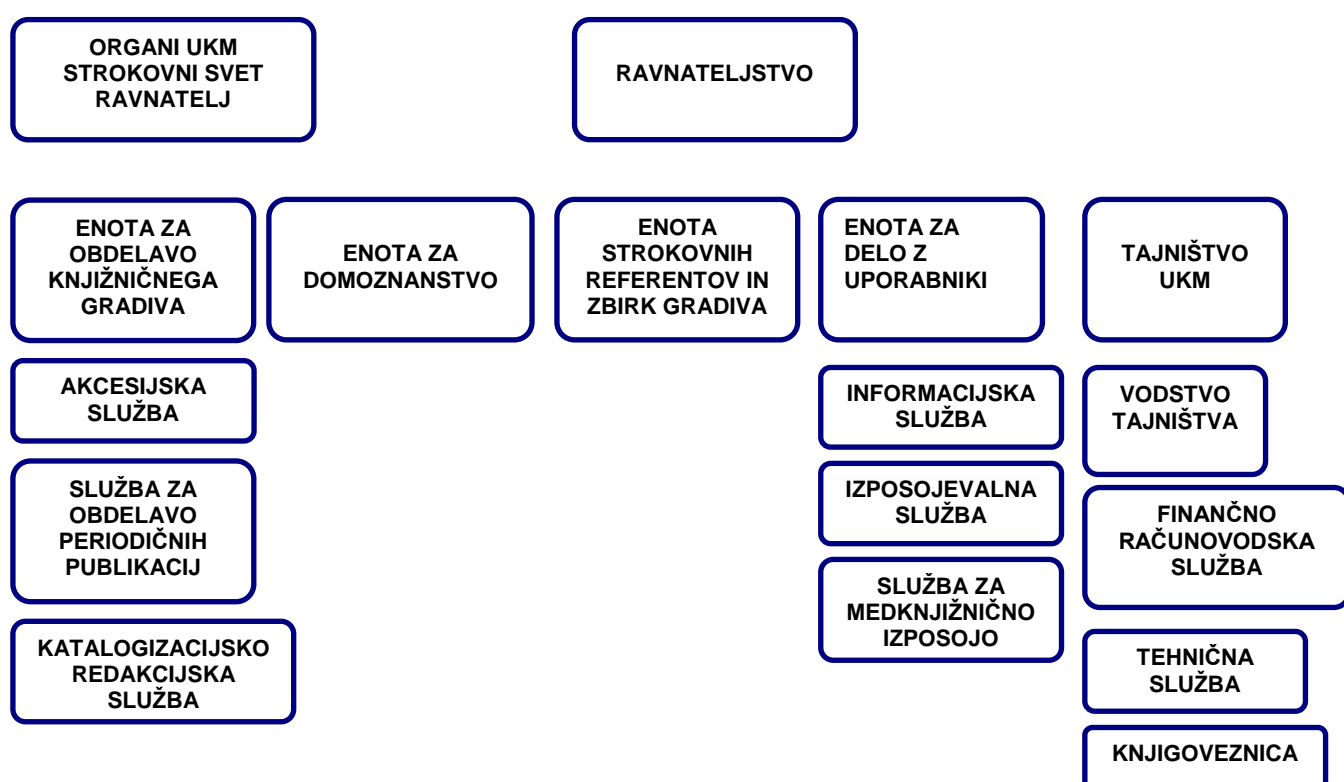 ORGANI UKM
STROKOVNI SVET
RAVNATELJ
RAVNATELJSTVO
ENOTA ZA
OBDELAVO
KNJIŽNIČNEGA
GRADIVA
ENOTA ZA
DOMOZNANSTVO
ENOTA
STROKOVNIH
REFERENTOV IN
ZBIRK GRADIVA
ENOTA ZA
DELO Z
UPORABNIKI
TAJNIŠTVO
UKM
AKCESIJSKA
SLUŽBA
SLUŽBA ZA
OBDELAVO
PERIODIČNIH
PUBLIKACIJ
KATALOGIZACIJSKO
REDAKCIJSKA
SLUŽBA
INFORMACIJSKA
SLUŽBA
IZPOSOJEVALNA
SLUŽBA
SLUŽBA ZA
MEDKNJIŽNIČNO
IZPOSOJO
VODSTVO
TAJNIŠTVA
FINANČNO
RAČUNOVODSKA
SLUŽBA
TEHNIČNA
SLUŽBA
KNJIGOVEZNICA